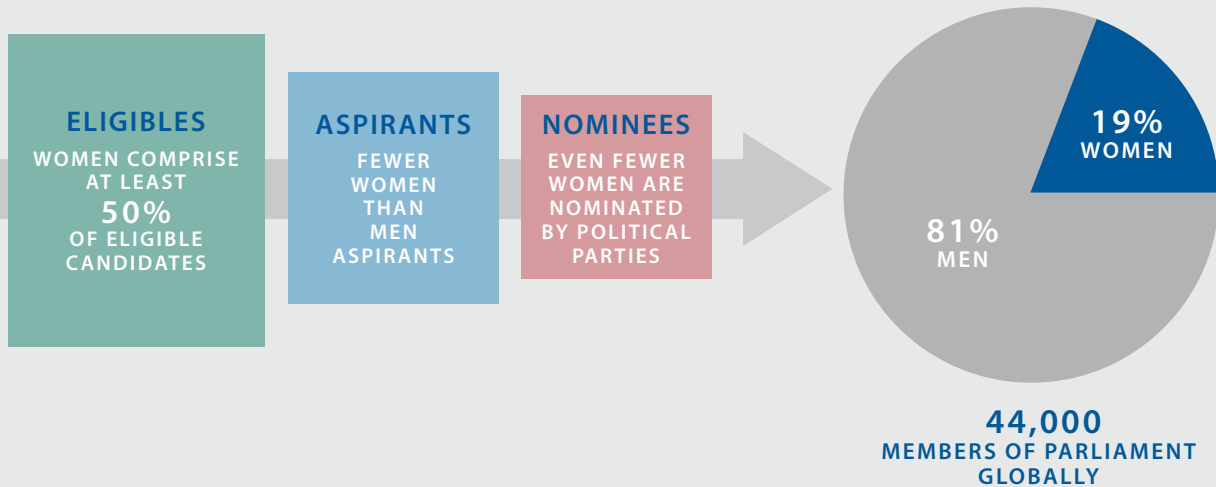 ELIGIBLES
WOMEN COMPRISE
AT LEAST
50%
OF ELIGIBLE
CANDIDATES
ASPIRANTS
FEWER
WOMEN
THAN
MEN
ASPIRANTS
NOMINEES
EVEN FEWER
WOMEN ARE
NOMINATED
BY POLITICAL
PARTIES
19%
WOMEN
81%
MEN
44,000
MEMBERS OF PARLIAMENT
GLOBALLY